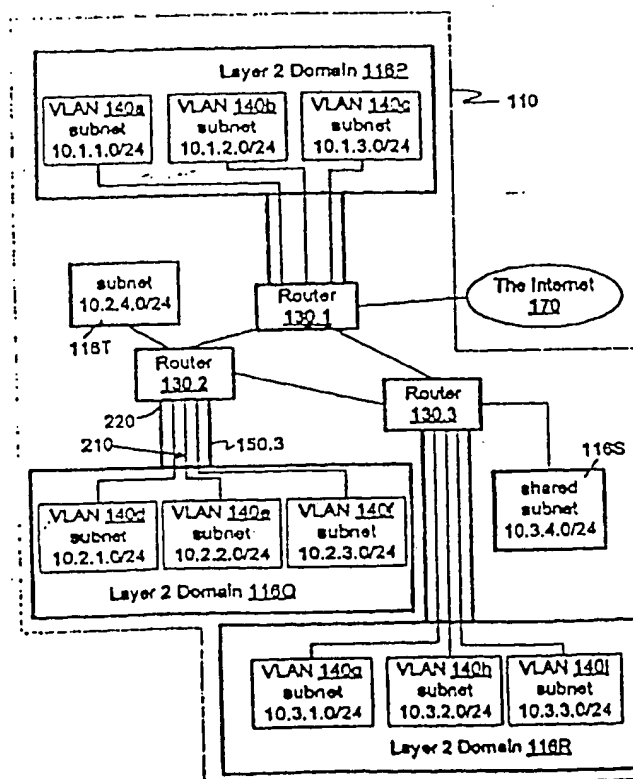 Layer 2 Domain 116P
VLAN 140a
subnet
10.1.1.0/24
VLAN 140b
subnet
10.1.2.0/24
VLAN 140c
subnet
10.1.3.0/24
110
subnet
10.2.4.0/24
116T
Router
130.1
The Internet
170
Router
130.2
Router
130.3
220
210
150.3
116S
shared
subnet
10.3.4.0/24
VLAN 140d
subnet
10.2.1.0/24
VLAN 140e
subnet
10.2.2.0/24
VLAN 140f
subnet
10.2.3.0/24
Layer 2 Domain 116Q
VLAN 140g
subnet
10.3.1.0/24
VLAN 140h
subnet
10.3.2.0/24
VLAN 140i
subnet
10.3.3.0/24
Layer 2 Domain 116R